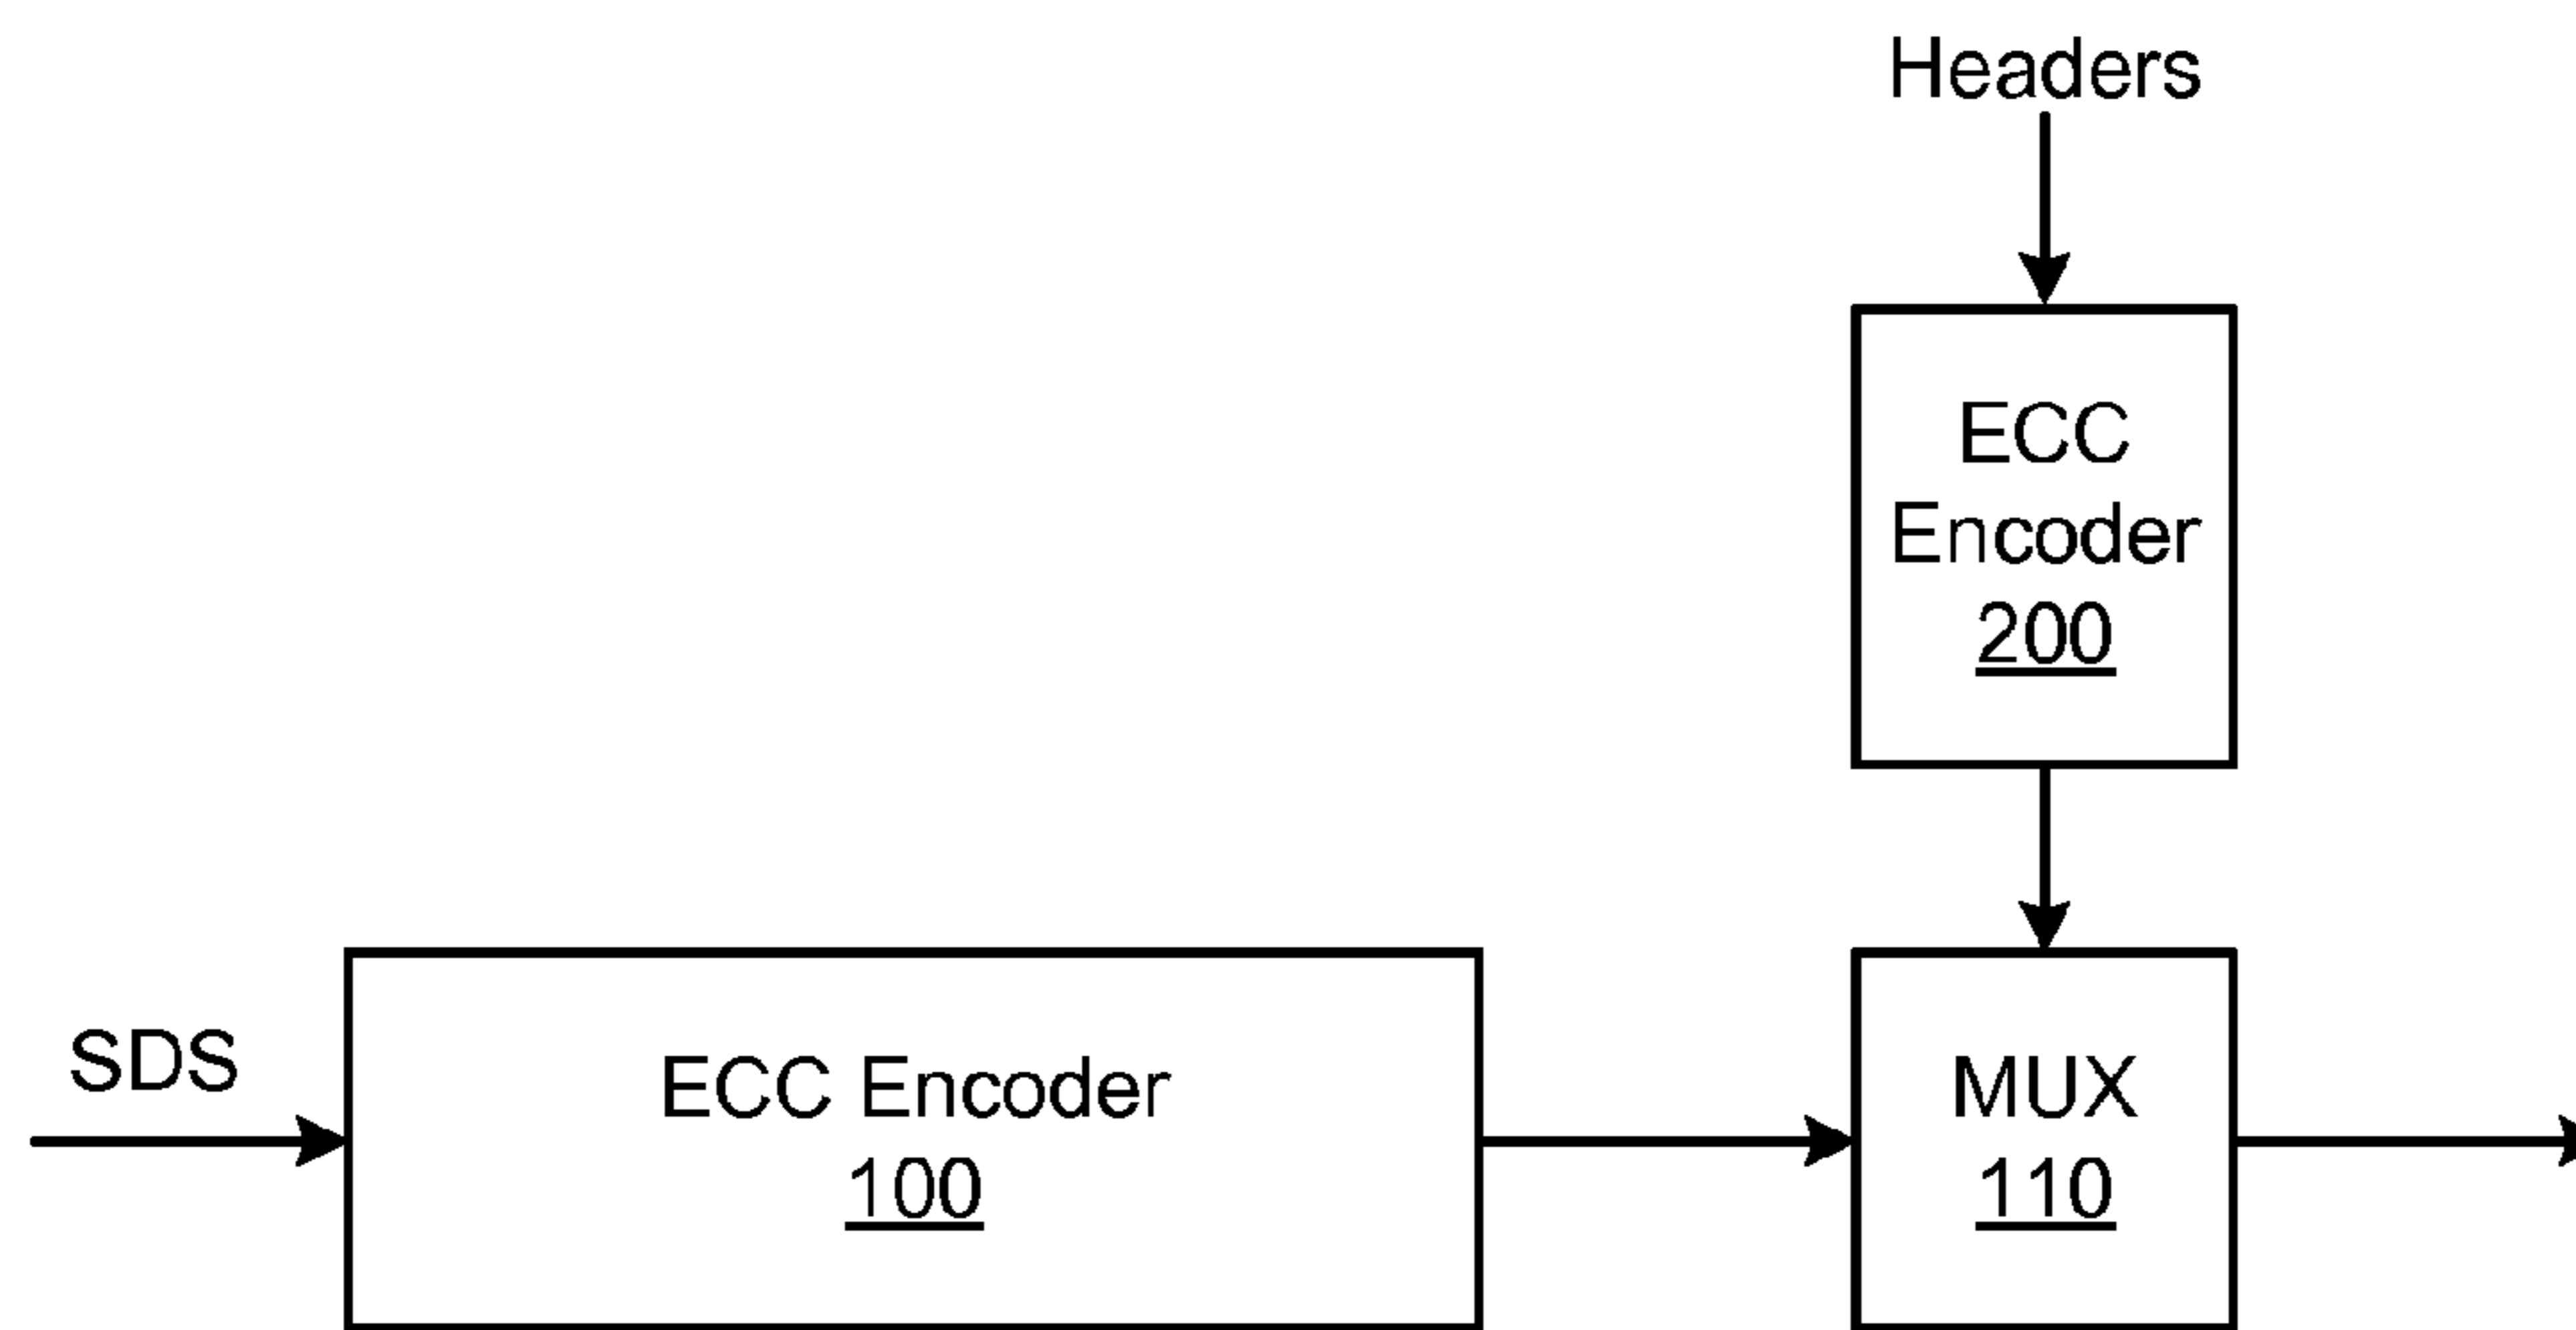 Headers
ECC
Encoder
200
SDS
ECC Encoder
100
MUX
110